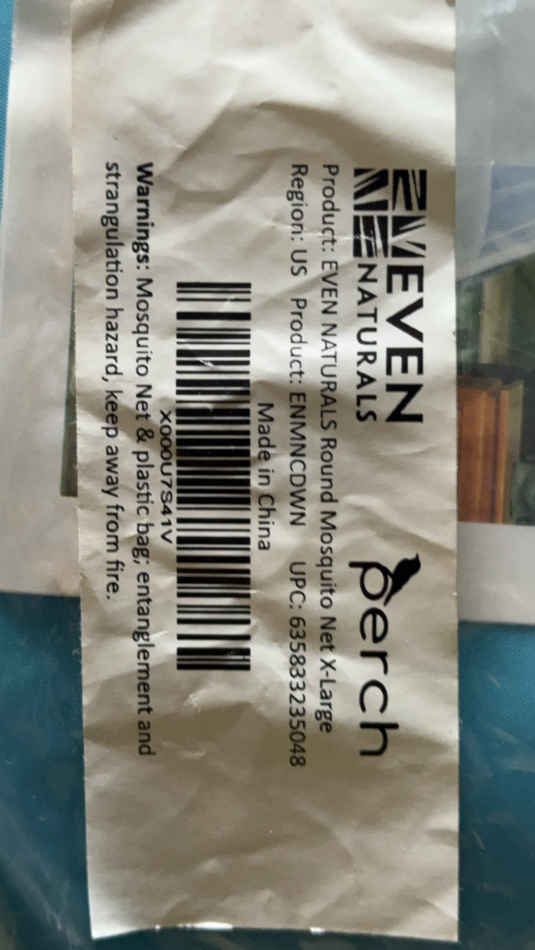 EVEN
NATURALS
perch
Product: EVEN NATURALS Round Mosquito Net X-Large
Region: US Product: ENMNCDWN UPC: 635833235048
Made in China
X000U7S41V
Warnings: Mosquito Net & plastic bag; entanglement and
strangulation hazard, keep away from fire.